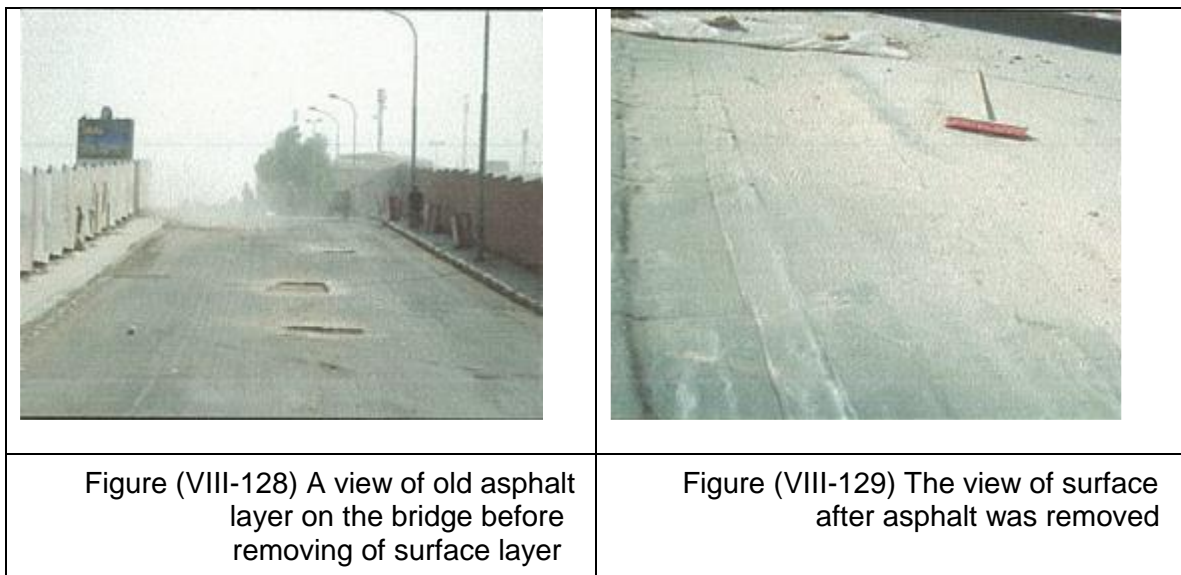 Figure (VIII-128) A view of old asphalt
layer on the bridge before
removing of surface layer
Figure (VIII-129) The view of surface
after asphalt was removed